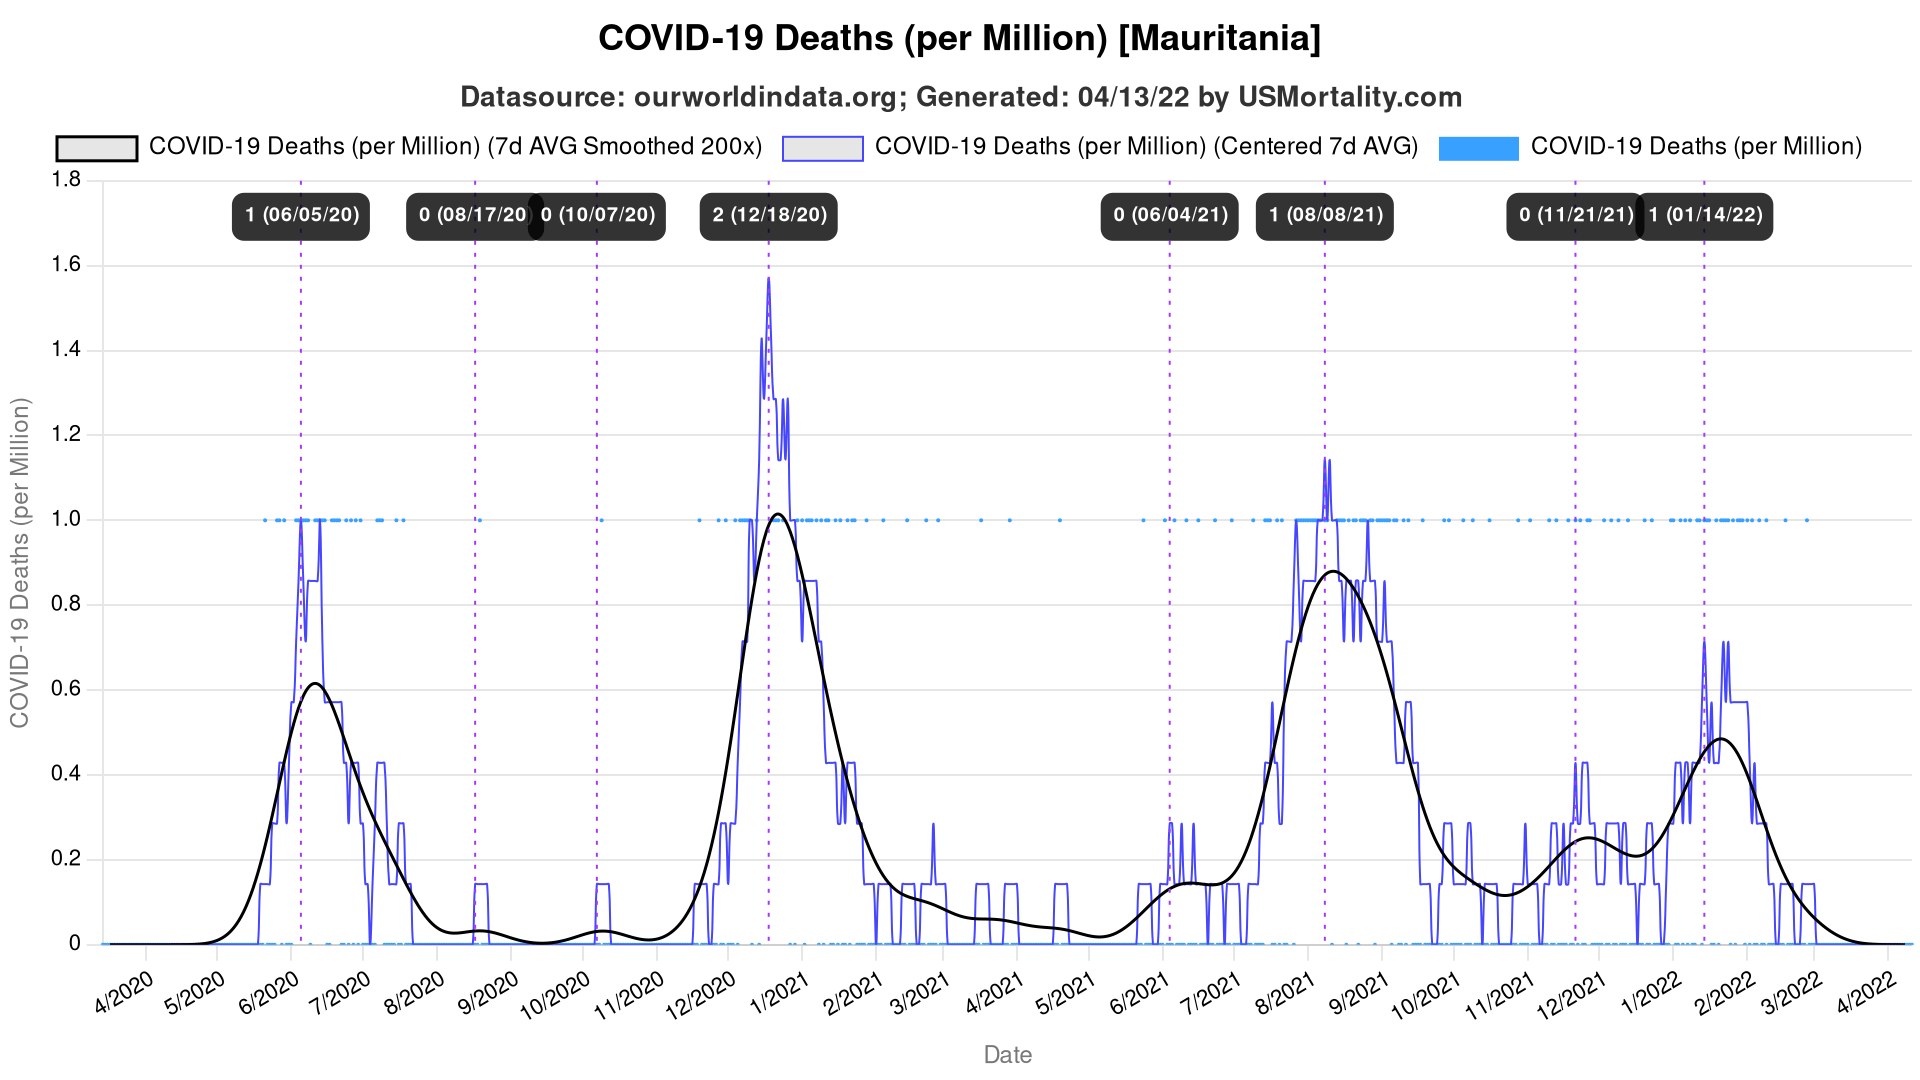 COVID-19 Deaths (per Million) [Mauritania]
Datasource: ourworldindata.org; Generated: 04/13/22 by USMortality.com
COVID-19 Deaths (per Million) (7d AVG Smoothed 200x) COVID-19 Deaths (per Million) (Centered 7d AVG) COVID-19 Deaths (per Million)
1 (06/05/20) 0 (08/17/20 0 (10/07/20) 2 (12/18/20) 0 (06/04/21) 1 (08/08/21) 0 (11/21/21) 1 (01/14/22)
COVID-19 Deaths (per Million)
1.8
1.6
1.4
1.2
1.0
0.8
0.6
0.4
0.2
0
4/2020 5/2020 6/2020 7/2020 8/2020 9/2020 10/2020 11/2020 12/2020 1/2021 2/2021 3/2021 4/2021 5/2021 6/2021 7/2021 8/2021 9/2021 10/2021 11/2021 12/2021 1/2022 2/2022 3/2022 4/2022
Date